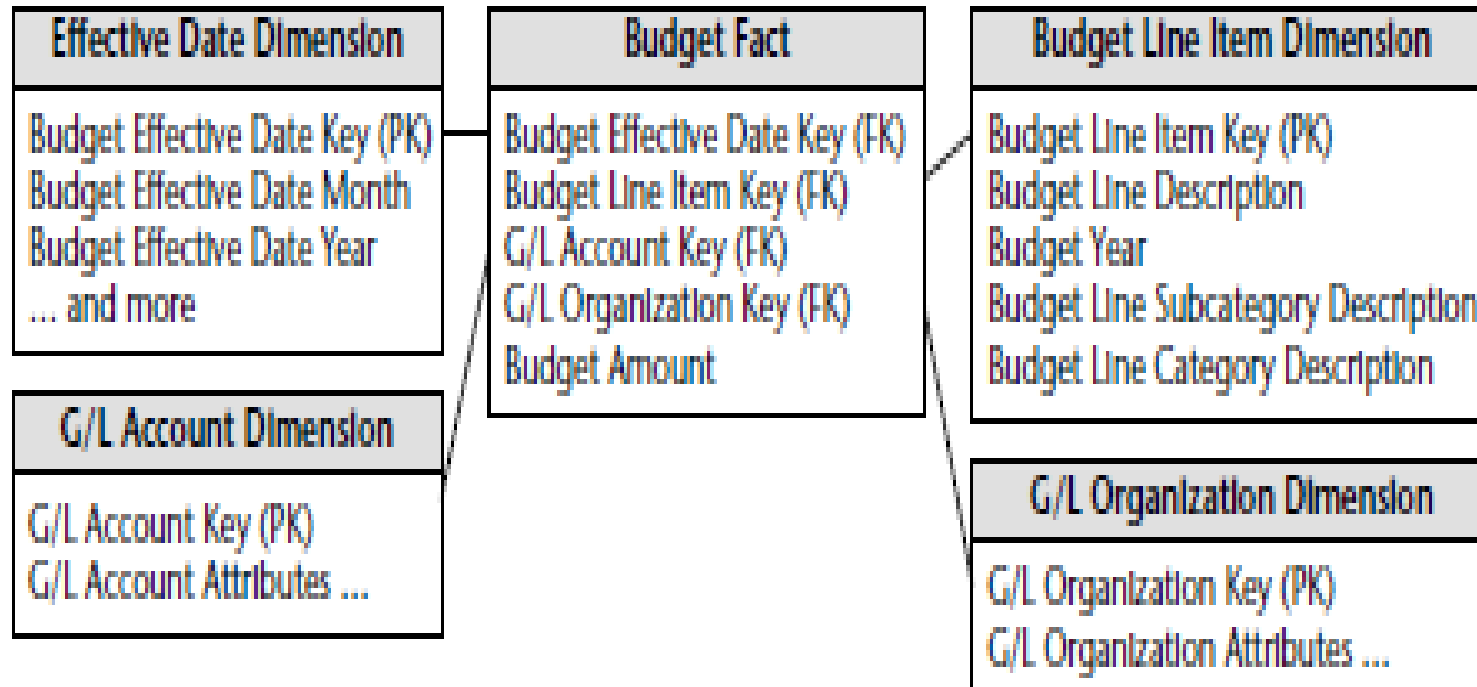 Effective Date Dimension
Budget Effective Date Key (PK)
Budget Effective Date Month
Budget Effective Date Year
... and more
G/L Account Dimension
G/L Account Key (PK)
G/L Account Attributes ...
Budget Fact
Budget Effective Date Key (FK)
Budget Line Item Key (FK)
G/L Account Key (FK)
G/L Organization Key (FK)
Budget Amount
Budget Line Item Dimension
Budget Line Item Key (PK)
Budget Line Description
Budget Year
Budget Line Subcategory Description
Budget Line Category Description
G/L Organization Dimension
G/L Organization Key (PK)
G/L Organization Attributes ...